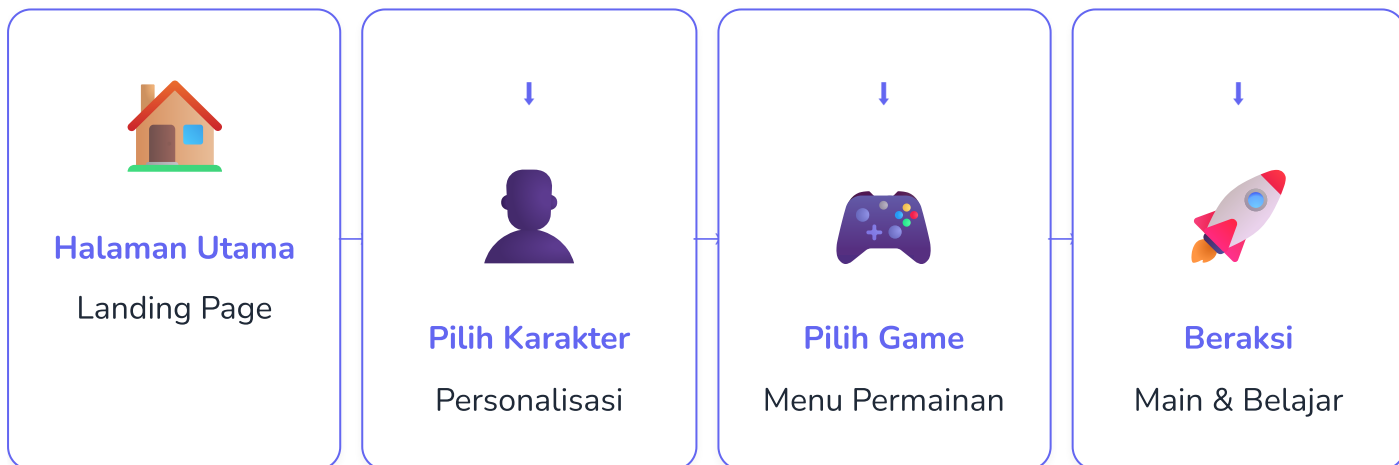 Halaman Utama
Landing Page
Pilih Karakter
Personalisasi
Pilih Game
Menu Permainan
Beraksi
Main & Belajar